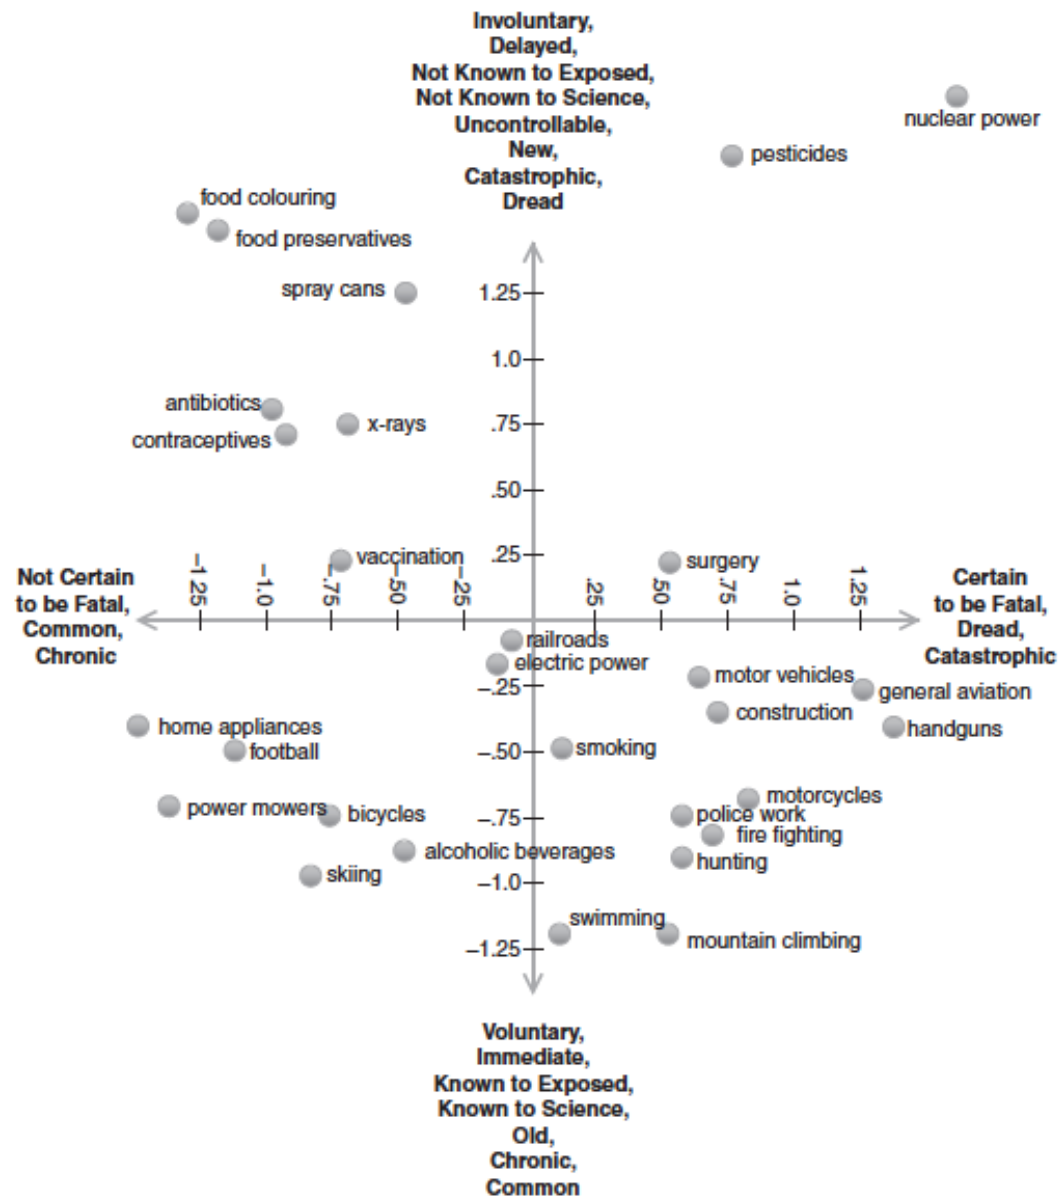 Involuntary,
Delayed,
Not Known to Exposed,
Not Known to Science,
Uncontrollable,
New,
Catastrophic,
Dread
nuclear power
pesticides
food colouring
food preservatives
spray cans
1.25
1.0
antibiotics
x-rays
.75
contraceptives
.50
vaccination
.25
surgery
Not Certain
to be Fatal,
Common,
Chronic
–1.25
–1.0
–.75
–.50
–.25
.25
.50
.75
1.0
1.25
Certain
to be Fatal,
Dread,
Catastrophic
railroads
electric power
–.25
motor vehicles
general aviation
construction
handguns
home appliances
football
–.50
smoking
power mowers
bicycles
–.75
motorcycles
police work
fire fighting
alcoholic beverages
hunting
skiing
–1.0
swimming
mountain climbing
–1.25
Voluntary,
Immediate,
Known to Exposed,
Known to Science,
Old,
Chronic,
Common